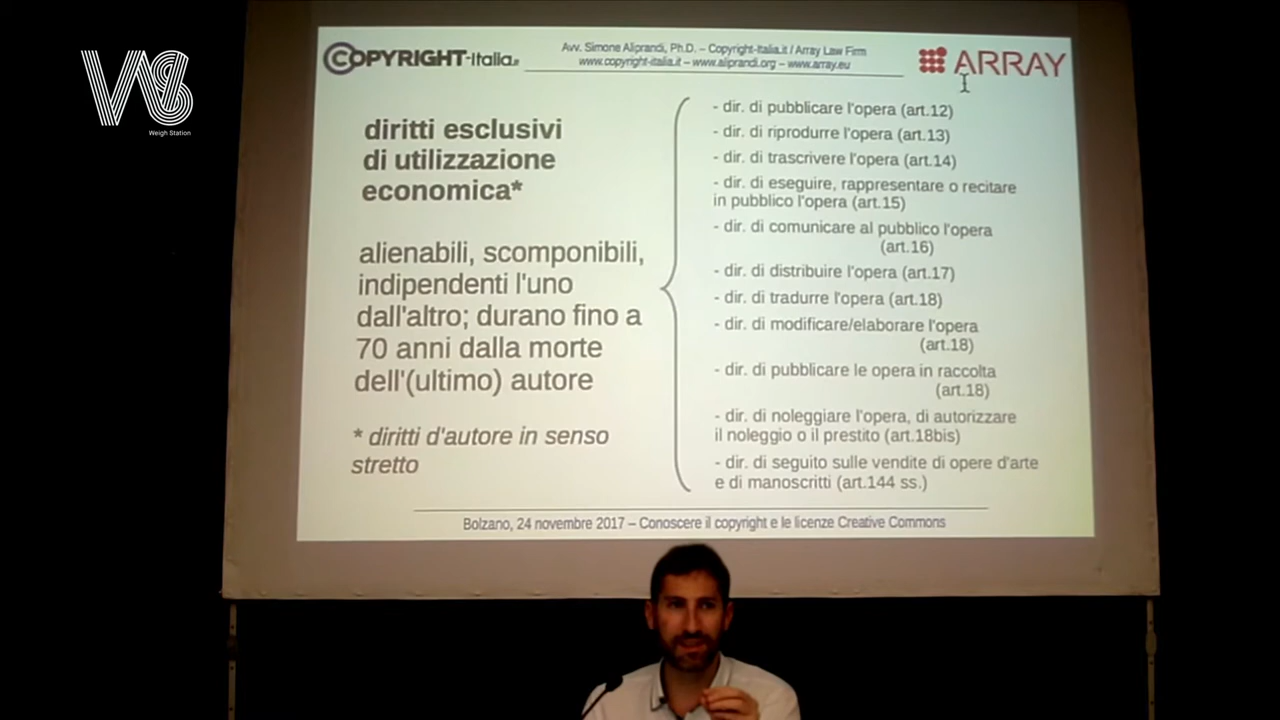 WS
Weigh Station
COPYRIGHT-Italia.it
Avv. Simone Aliprandi, Ph.D. – Copyright-Italia.it / Array Law Firm
www.copyright-italia.it – www.aliprandi.org – www.array.eu
ARRAY
diritti esclusivi
di utilizzazione
economica*
alienabili, scomponibili,
indipendenti l'uno
dall'altro; durano fino a
70 anni dalla morte
dell'(ultimo) autore
* diritti d'autore in senso
stretto
- dir. di pubblicare l'opera (art.12)
- dir. di riprodurre l'opera (art.13)
- dir. di trascrivere l'opera (art.14)
- dir. di eseguire, rappresentare o recitare
in pubblico l'opera (art.15)
- dir. di comunicare al pubblico l'opera
(art.16)
- dir. di distribuire l'opera (art.17)
- dir. di tradurre l'opera (art.18)
- dir. di modificare/elaborare l'opera
(art.18)
- dir. di pubblicare le opera in raccolta
(art.18)
- dir. di noleggiare l'opera, di autorizzare
il noleggio o il prestito (art.18bis)
- dir. di seguito sulle vendite di opere d'arte
e di manoscritti (art.144 ss.)
Bolzano, 24 novembre 2017 – Conoscere il copyright e le licenze Creative Commons